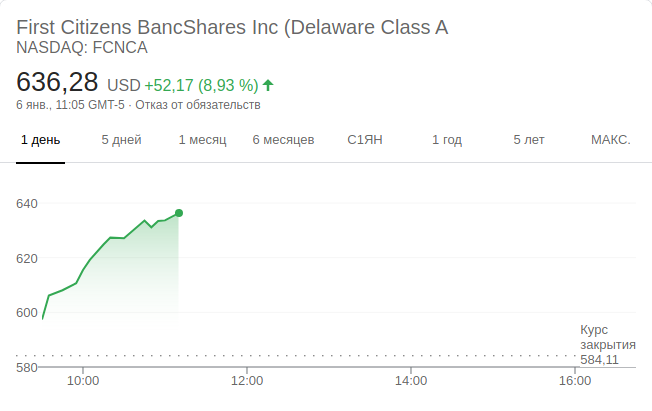 First Citizens BancShares Inc (Delaware Class A
NASDAQ: FCNCA
636,28 USD +52,17 (8,93 %)
6 янв., 11:05 GMT-5 · Отказ от обязательств
1 день 5 дней 1 месяц 6 месяцев С1ЯН 1 год 5 лет МАКС.
640
620
600
Курс
закрытия
584,11
580
10:00 12:00 14:00 16:00